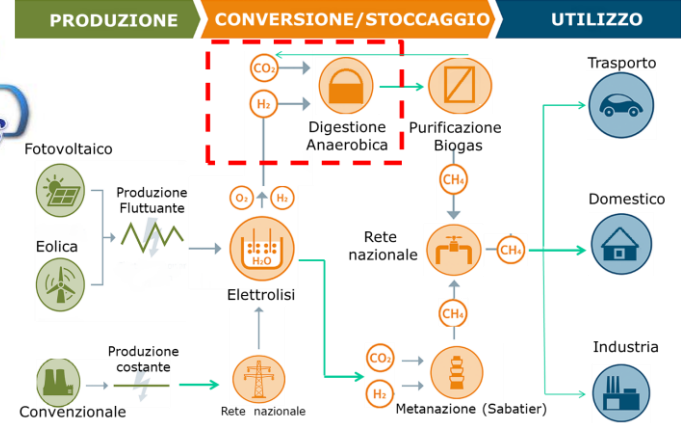 PRODUZIONE
CONVERSIONE/STOCCAGGIO
UTILIZZO
CO₂
H₂
Digestione
Anaerobica
Purificazione
Biogas
Trasporto
Fotovoltaico
Produzione
Fluttuante
Eolica
O₂
H₂
H₂O
Elettrolisi
CH₄
Rete
nazionale
CH₄
Domestico
CH₄
Produzione
costante
Convenzionale
Rete nazionale
CO₂
H₂
Metanazione (Sabatier)
Industria